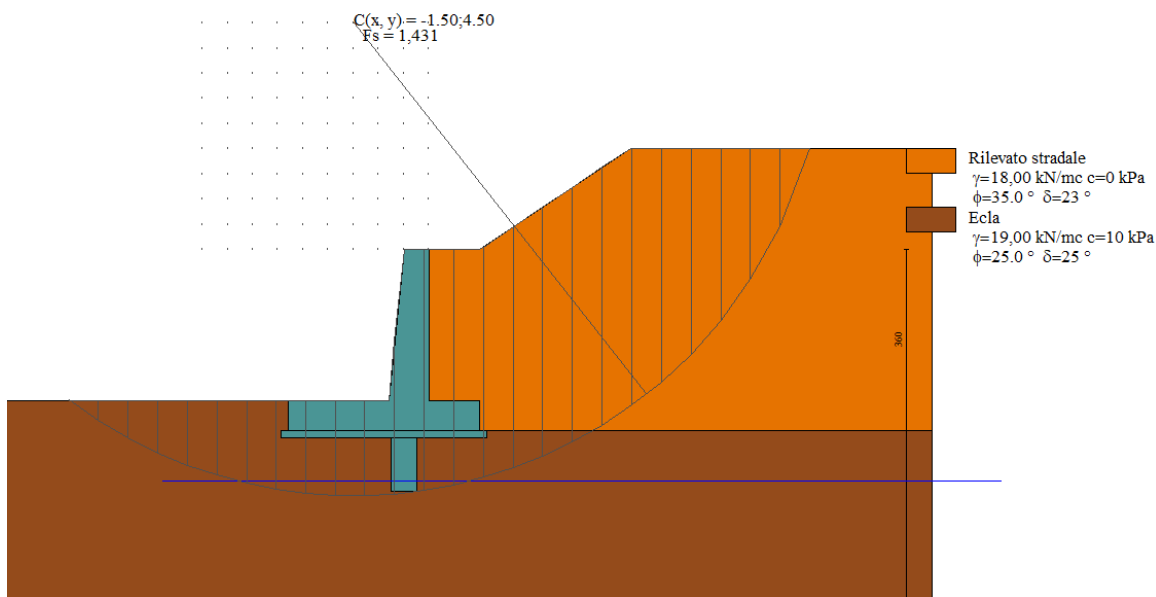 C(x, y) = -1.50;4.50
Fs = 1,431
Rilevato stradale
γ=18,00 kN/mc c=0 kPa
ϕ=35.0 ° δ=23 °
Ecla
γ=19,00 kN/mc c=10 kPa
ϕ=25.0 ° δ=25 °
360